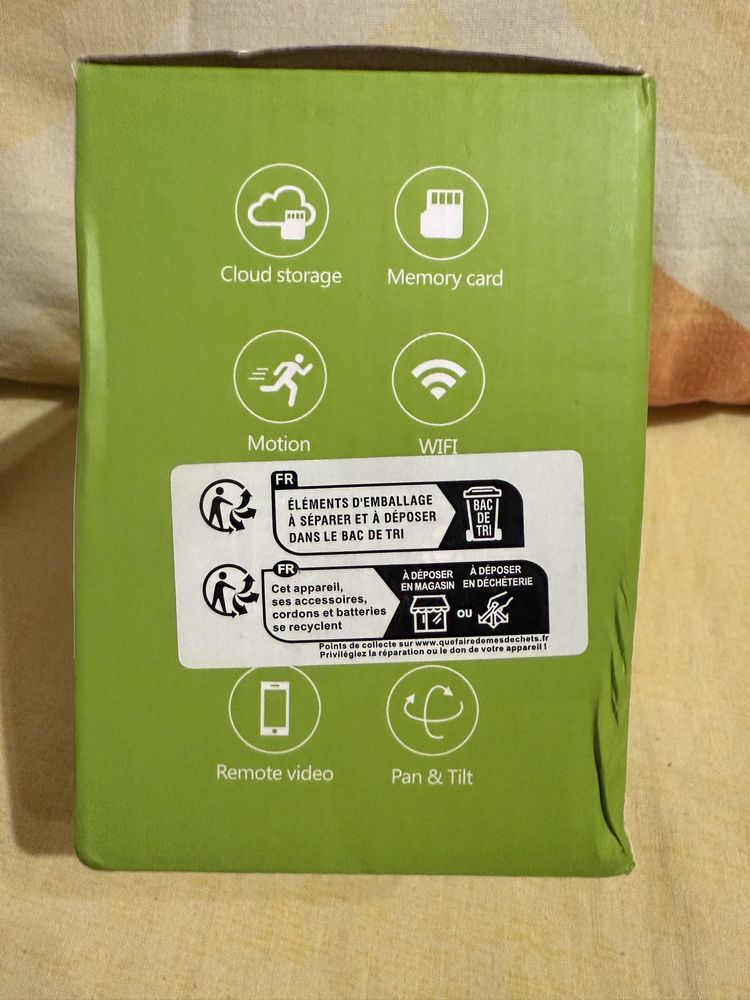 Cloud storage
Memory card
Motion
WIFI
FR
ÉLÉMENTS D'EMBALLAGE
À SÉPARER ET À DÉPOSER
DANS LE BAC DE TRI
BAC
DE
TRI
FR
Cet appareil,
ses accessoires,
cordons et batteries
se recyclent
À DÉPOSER
EN MAGASIN
OU
À DÉPOSER
EN DÉCHÈTERIE
Points de collecte sur www.quefairedemesdechets.fr
Privilégiez la réparation ou le don de votre appareil !
Remote video
Pan & Tilt